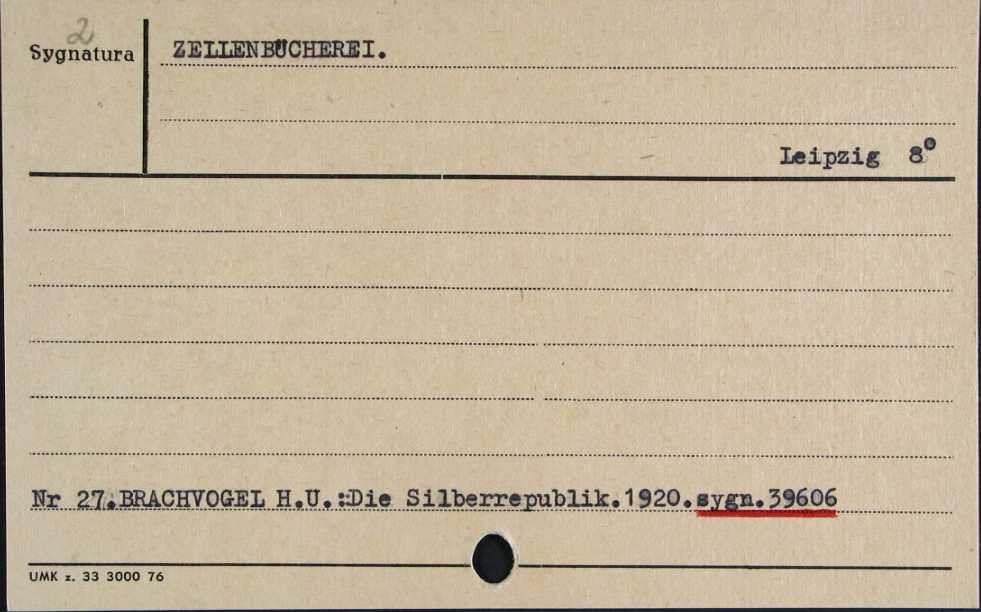 2
Sygnatura
ZELLENBÜCHEREI.
Leipzig 8°
Nr 27.BRACHVOGEL H.U.:Die Silberrepublik.1920.sygn.39606
UMK z. 33 3000 76